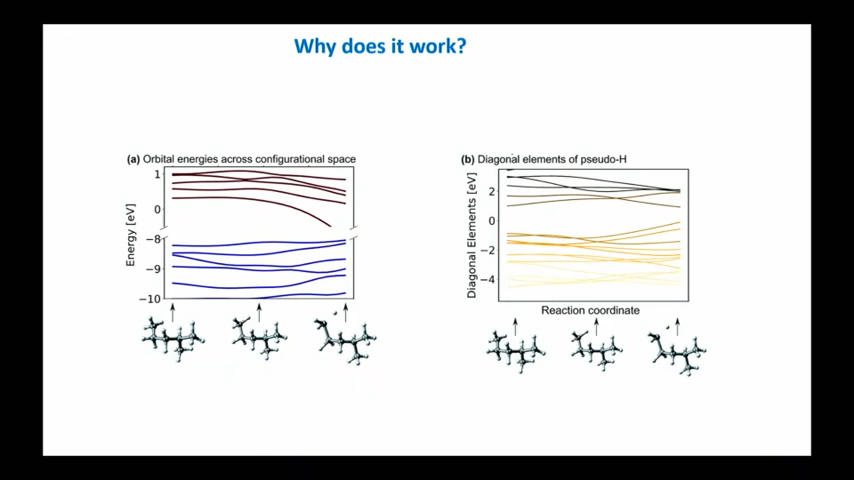 Why does it work?
(a) Orbital energies across configurational space
Energy [eV]
1
0
−8
−9
−10
(b) Diagonal elements of pseudo-H
Diagonal Elements [eV]
2
0
−2
−4
Reaction coordinate